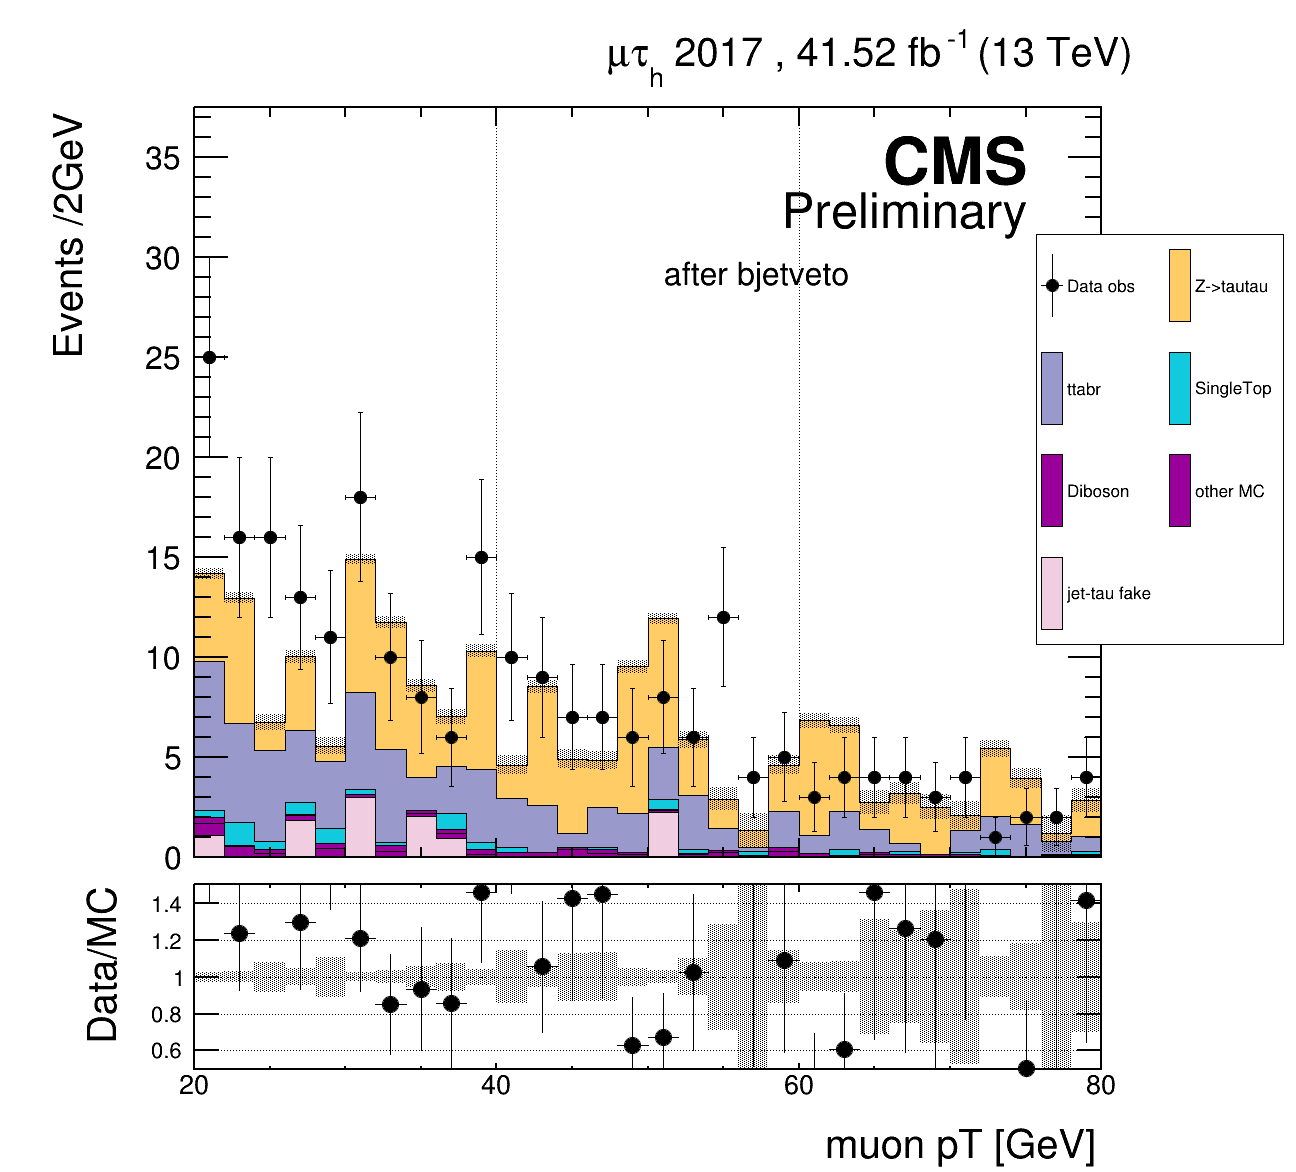 μτh 2017 , 41.52 fb-1 (13 TeV)
Events /2GeV
35
30
25
20
15
10
5
0
CMS
Preliminary
after bjetveto
Data obs
Z->tautau
ttabr
SingleTop
Diboson
other MC
jet-tau fake
Data/MC
1.4
1.2
1
0.8
0.6
20
40
60
80
muon pT [GeV]